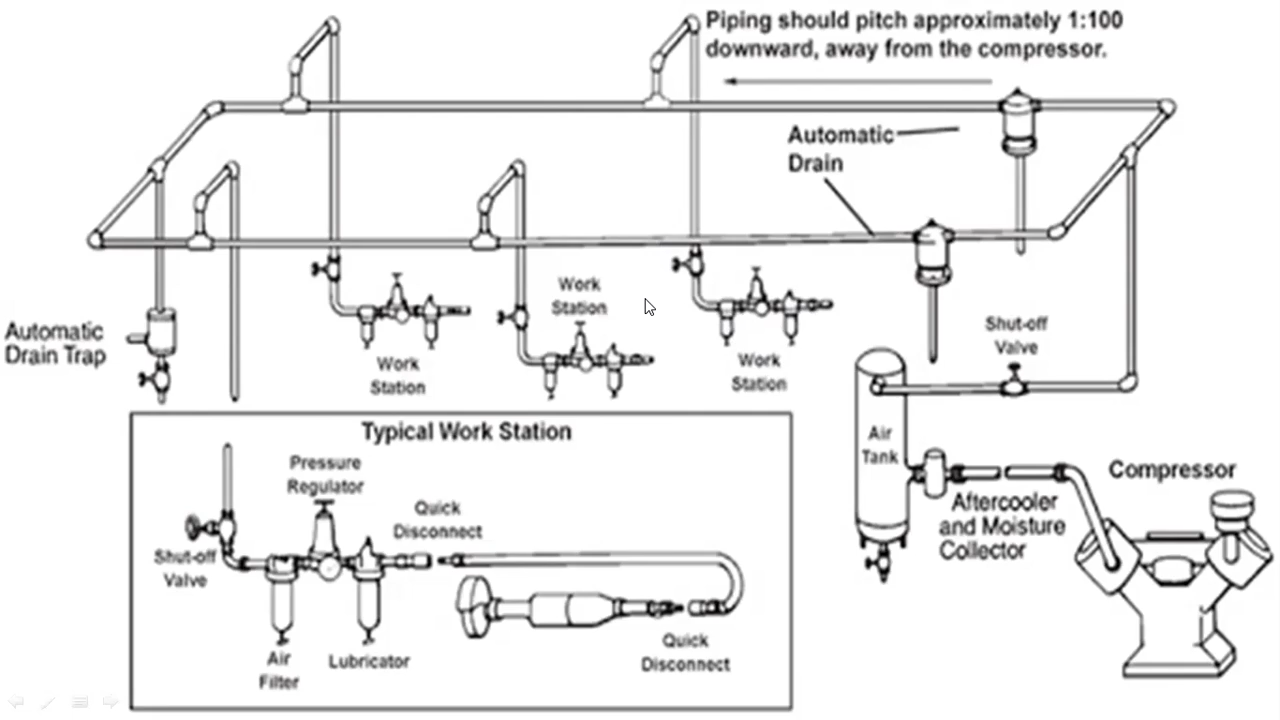 Piping should pitch approximately 1:100
downward, away from the compressor.
Automatic
Drain
Work
Station
Automatic
Drain Trap
Work
Station
Work
Station
Shut-off
Valve
Air
Tank
Compressor
Aftercooler
and Moisture
Collector
Typical Work Station
Pressure
Regulator
Quick
Disconnect
Shut-off
Valve
Air
Filter
Lubricator
Quick
Disconnect